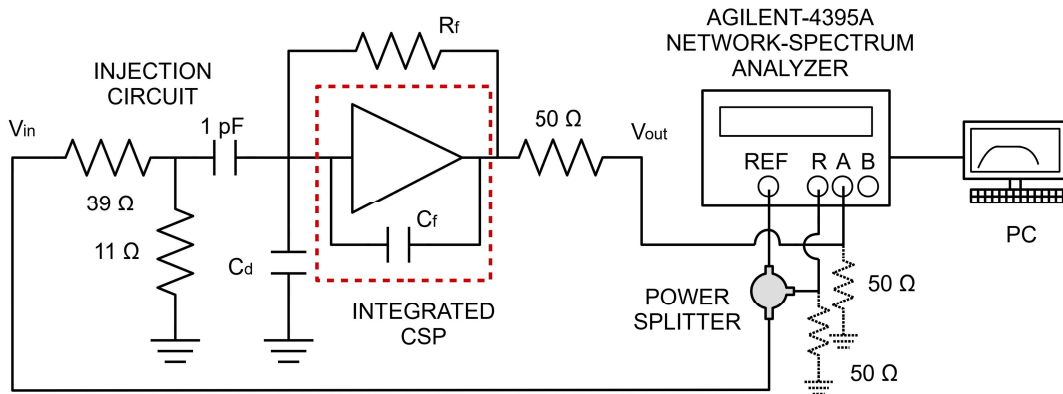 AGILENT-4395A
NETWORK-SPECTRUM
ANALYZER
Rf
INJECTION
CIRCUIT
1 pF
Vin
50 Ω
Vout
REF R A B
39 Ω
11 Ω
Cf
Cd
PC
INTEGRATED
CSP
POWER
SPLITTER
50 Ω
50 Ω